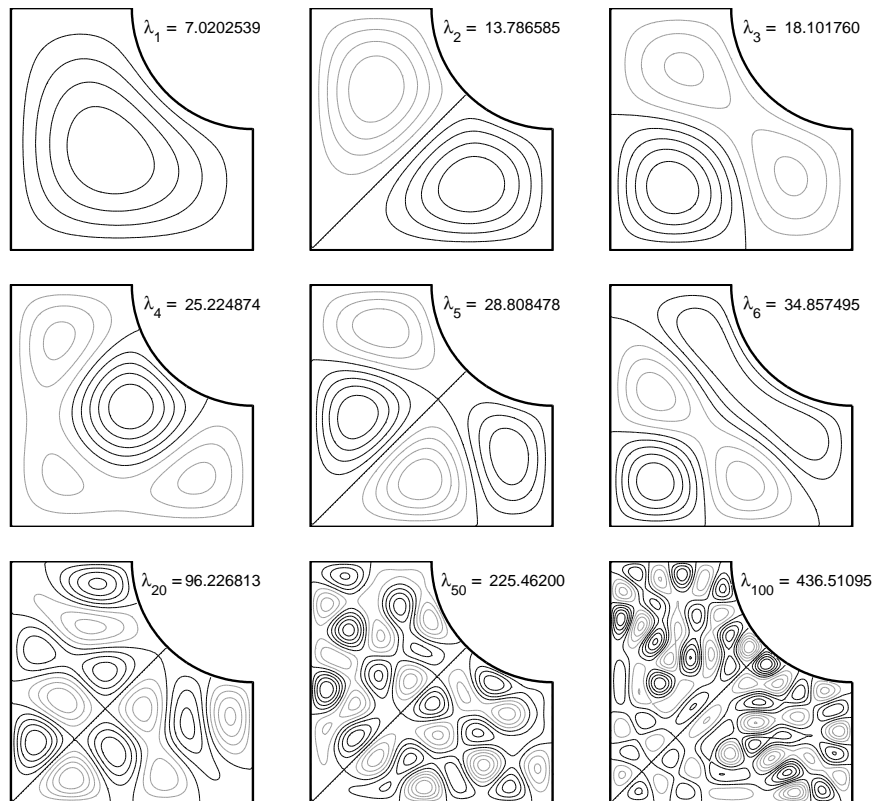 λ1 = 7.0202539
λ2 = 13.786585
λ3 = 18.101760
λ4 = 25.224874
λ5 = 28.808478
λ6 = 34.857495
λ20 = 96.226813
λ50 = 225.46200
λ100 = 436.51095